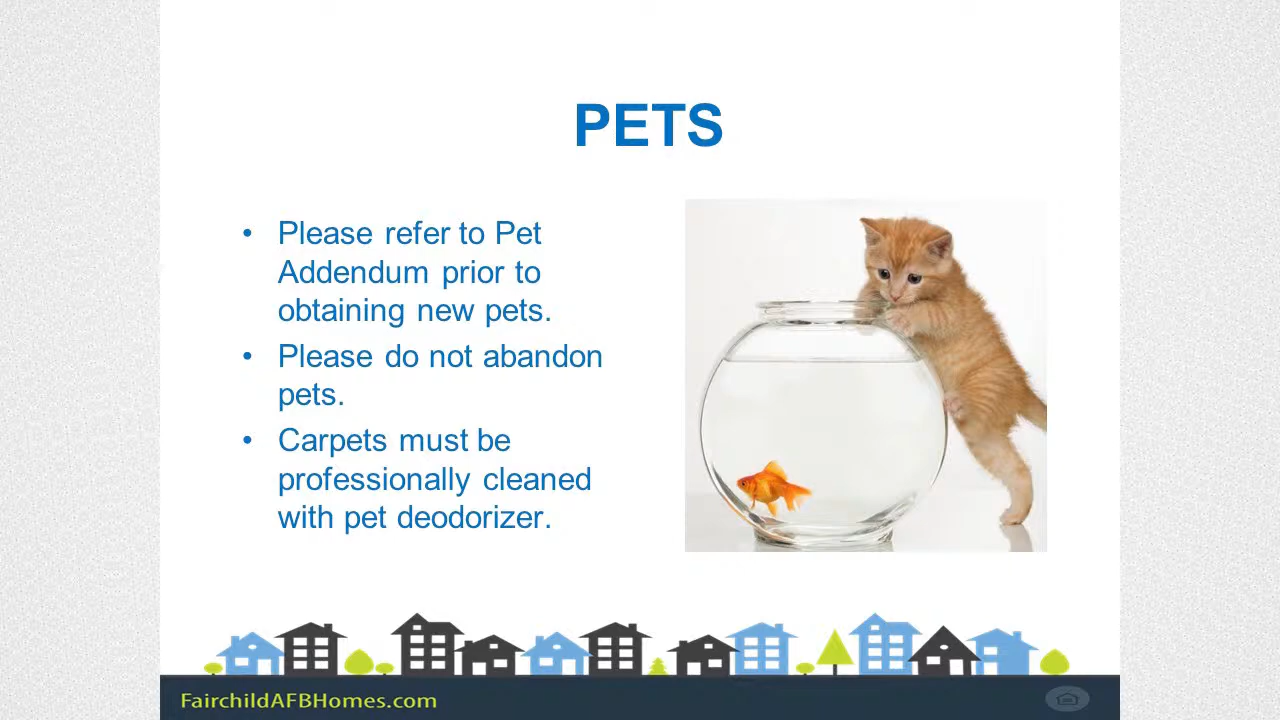 PETS
• Please refer to Pet
Addendum prior to
obtaining new pets.
• Please do not abandon
pets.
• Carpets must be
professionally cleaned
with pet deodorizer.
FairchildAFBHomes.com